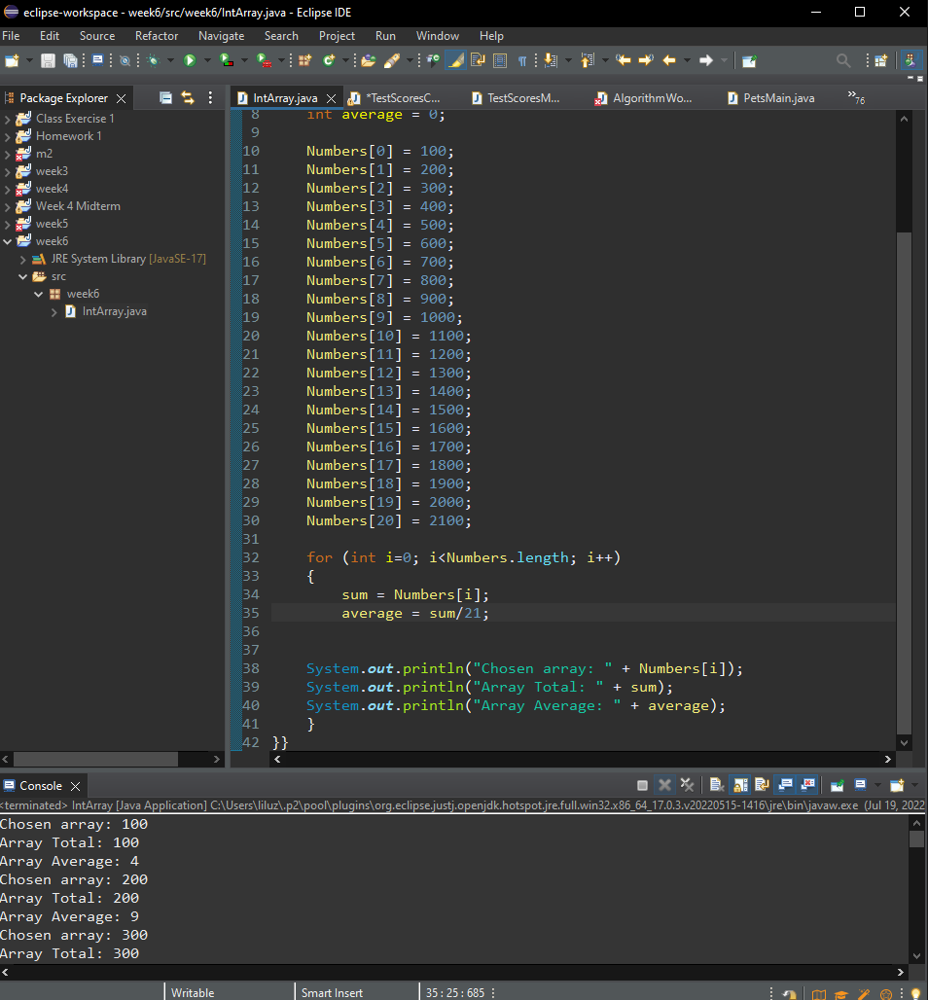 eclipse-workspace - week6/src/week6/IntArray.java - Eclipse IDE
File Edit Source Refactor Navigate Search Project Run Window Help
Package Explorer
IntArray.java *TestScoresC... TestScoresM... AlgorithmWo... PetsMain.java 76
Class Exercise 1
Homework 1
m2
week3
week4
Week 4 Midterm
week5
week6
JRE System Library [JavaSE-17]
src
week6
IntArray.java
8 int average = 0;
9
10 Numbers[0] = 100;
11 Numbers[1] = 200;
12 Numbers[2] = 300;
13 Numbers[3] = 400;
14 Numbers[4] = 500;
15 Numbers[5] = 600;
16 Numbers[6] = 700;
17 Numbers[7] = 800;
18 Numbers[8] = 900;
19 Numbers[9] = 1000;
20 Numbers[10] = 1100;
21 Numbers[11] = 1200;
22 Numbers[12] = 1300;
23 Numbers[13] = 1400;
24 Numbers[14] = 1500;
25 Numbers[15] = 1600;
26 Numbers[16] = 1700;
27 Numbers[17] = 1800;
28 Numbers[18] = 1900;
29 Numbers[19] = 2000;
30 Numbers[20] = 2100;
31
32 for (int i=0; i<Numbers.length; i++)
33 {
34 sum = Numbers[i];
35 average = sum/21;
36
37
38 System.out.println("Chosen array: " + Numbers[i]);
39 System.out.println("Array Total: " + sum);
40 System.out.println("Array Average: " + average);
41 }
42 }}
Console
<terminated> IntArray [Java Application] C:\Users\liluz\.p2\pool\plugins\org.eclipse.justj.openjdk.hotspot.jre.full.win32.x86_64_17.0.3.v20220515-1416\jre\bin\javaw.exe (Jul 19, 2022
Chosen array: 100
Array Total: 100
Array Average: 4
Chosen array: 200
Array Total: 200
Array Average: 9
Chosen array: 300
Array Total: 300
Writable Smart Insert 35 : 25 : 685